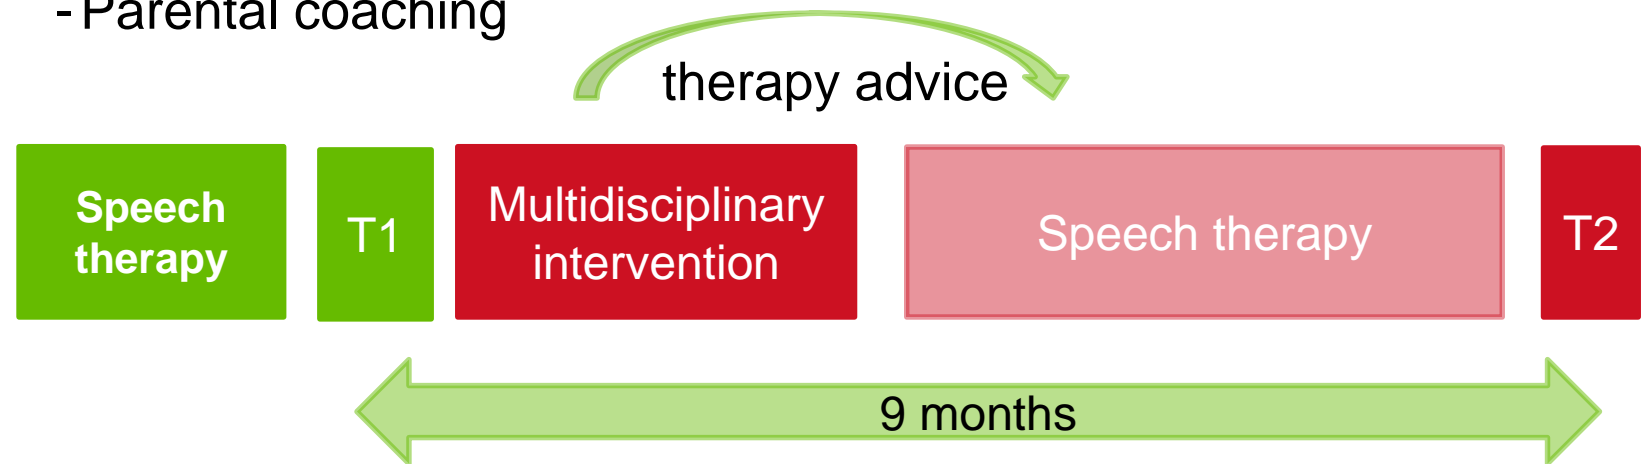 - Parental coaching
therapy advice
Speech
therapy
T1
Multidisciplinary
intervention
Speech therapy
T2
9 months